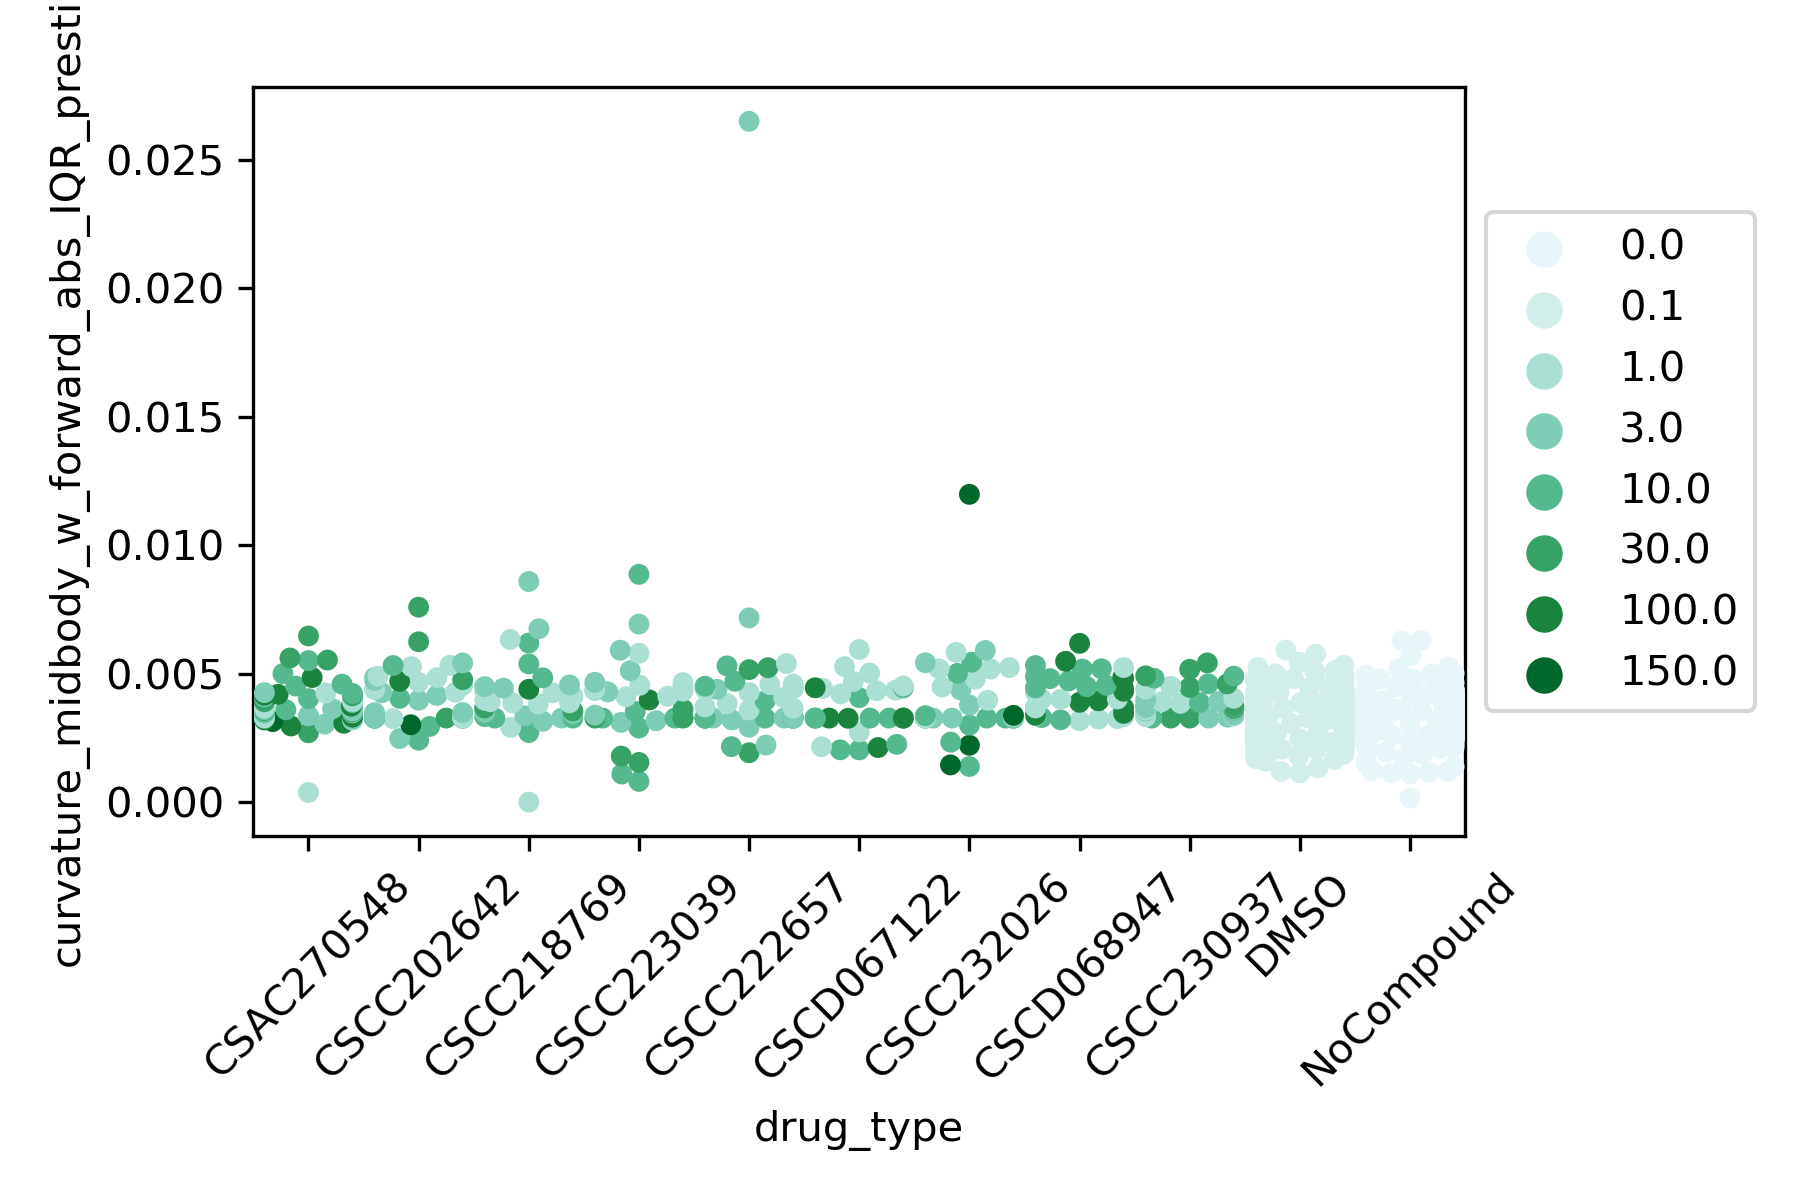 curvature_midbody_w_forward_abs_IQR_presti
0.025
0.020
0.015
0.010
0.005
0.000
CSAC270548
CSCC202642
CSCC218769
CSCC223039
CSCC222657
CSCD067122
CSCC232026
CSCD068947
CSCC230937
DMSO
NoCompound
drug_type
0.0
0.1
1.0
3.0
10.0
30.0
100.0
150.0